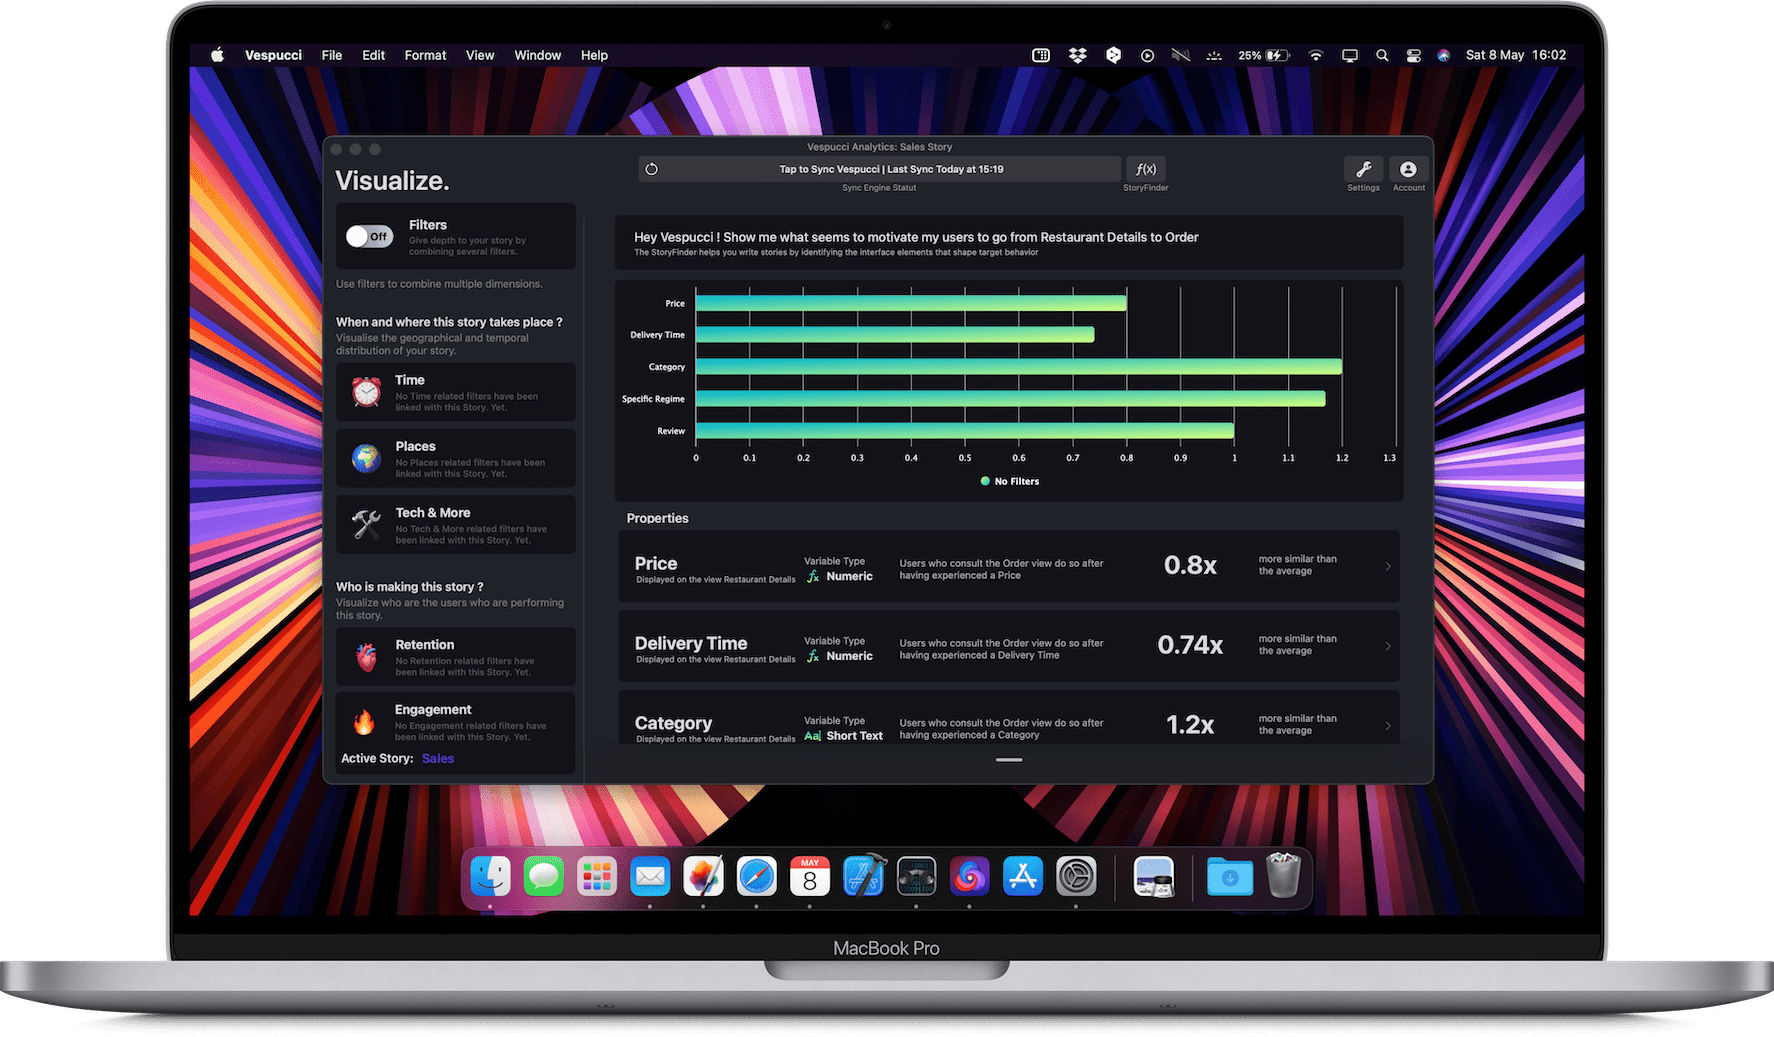 Vespucci File Edit Format View Window Help
25%
Sat 8 May 16:02
Vespucci Analytics: Sales Story
Visualize.
Tap to Sync Vespucci | Last Sync Today at 15:19
Sync Engine Statut
f(x)
StoryFinder
Settings
Account
Off
Filters
Give depth to your story by
combining several filters.
Use filters to combine multiple dimensions.
When and where this story takes place ?
Visualise the geographical and temporal
distribution of your story.
Time
No Time related filters have been
linked with this Story. Yet.
Places
No Places related filters have been
linked with this Story. Yet.
Tech & More
No Tech & More related filters have
been linked with this Story. Yet.
Who is making this story ?
Visualize who are the users who are performing
this story.
Retention
No Retention related filters have
been linked with this Story. Yet.
Engagement
No Engagement related filters have
been linked with this Story. Yet.
Active Story: Sales
Hey Vespucci ! Show me what seems to motivate my users to go from Restaurant Details to Order
The StoryFinder helps you write stories by identifying the interface elements that shape target behavior
Price
Delivery Time
Category
Specific Regime
Review
0 0.1 0.2 0.3 0.4 0.5 0.6 0.7 0.8 0.9 1 1.1 1.2 1.3
No Filters
Properties
Price
Displayed on the view Restaurant Details
Variable Type
fx Numeric
Users who consult the Order view do so after
having experienced a Price
0.8x
more similar than
the average
Delivery Time
Displayed on the view Restaurant Details
Variable Type
fx Numeric
Users who consult the Order view do so after
having experienced a Delivery Time
0.74x
more similar than
the average
Category
Displayed on the view Restaurant Details
Variable Type
Aa Short Text
Users who consult the Order view do so after
having experienced a Category
1.2x
more similar than
the average
MAY
8
MacBook Pro